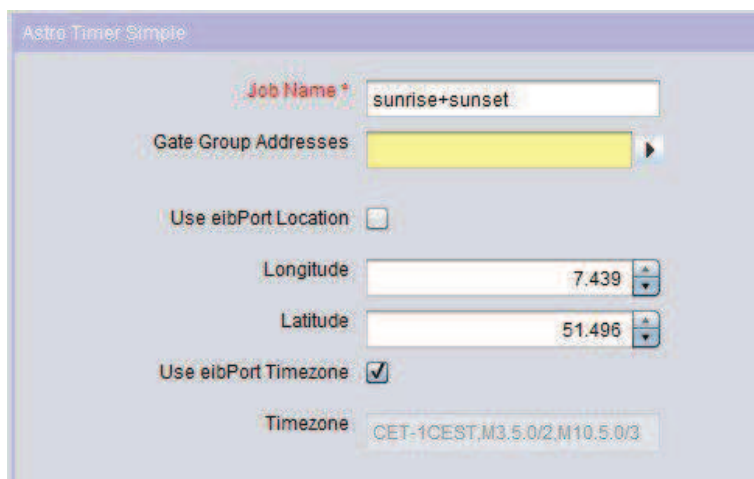 Astro Timer Simple
Job Name * sunrise+sunset
Gate Group Addresses
Use eibPort Location
Longitude 7.439
Latitude 51.496
Use eibPort Timezone
Timezone CET-1CEST,M3.5.0/2,M10.5.0/3